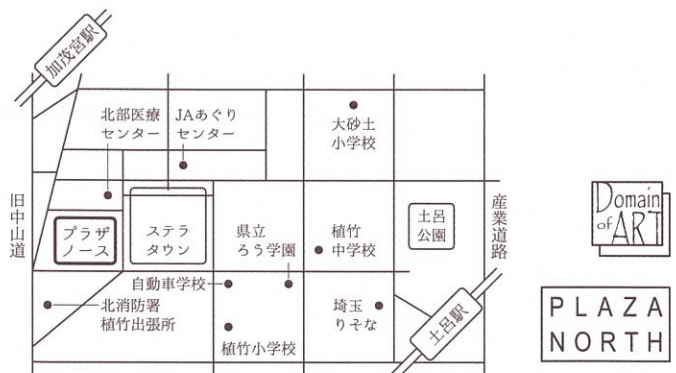 加茂宮駅
北部医療
センター
JAあぐり
センター
大砂土
小学校
旧中山道
プラザ
ノース
ステラ
タウン
県立
ろう学園
植竹
中学校
土呂
公園
産業道路
自動車学校
北消防署
植竹出張所
植竹小学校
埼玉
りそな
土呂駅
Domain
of ART
PLAZA
NORTH